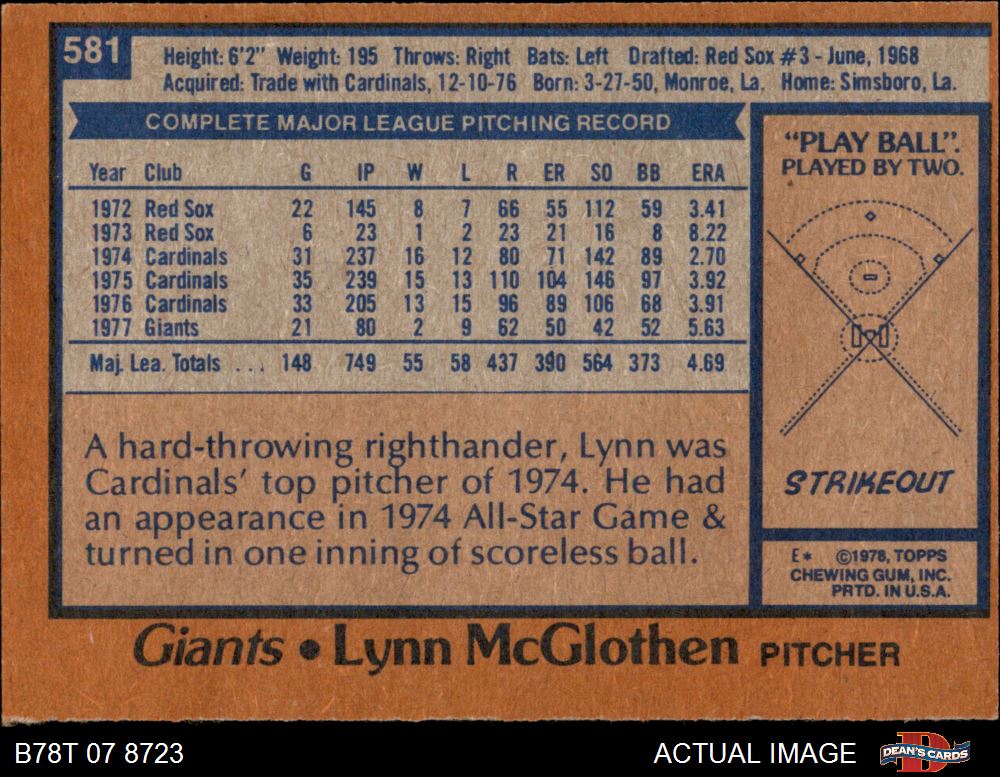 581
Height: 6'2" Weight: 195 Throws: Right Bats: Left Drafted: Red Sox #3 - June, 1968
Acquired: Trade with Cardinals, 12-10-76 Born: 3-27-50, Monroe, La. Home: Simsboro, La.
COMPLETE MAJOR LEAGUE PITCHING RECORD
Year Club G IP W L R ER SO BB ERA
1972 Red Sox 22 145 8 7 66 55 112 59 3.41
1973 Red Sox 6 23 1 2 23 21 16 8 8.22
1974 Cardinals 31 237 16 12 80 71 142 89 2.70
1975 Cardinals 35 239 15 13 110 104 146 97 3.92
1976 Cardinals 33 205 13 15 96 89 106 68 3.91
1977 Giants 21 80 2 9 62 50 42 52 5.63
Maj. Lea. Totals ... 148 749 55 58 437 390 564 373 4.69
A hard-throwing righthander, Lynn was
Cardinals' top pitcher of 1974. He had
an appearance in 1974 All-Star Game &
turned in one inning of scoreless ball.
"PLAY BALL".
PLAYED BY TWO.
STRIKEOUT
E* ©1978, TOPPS
CHEWING GUM, INC.
PRTD. IN U.S.A.
Giants • Lynn McGlothen PITCHER
B78T 07 8723 ACTUAL IMAGE
DEAN'S CARDS